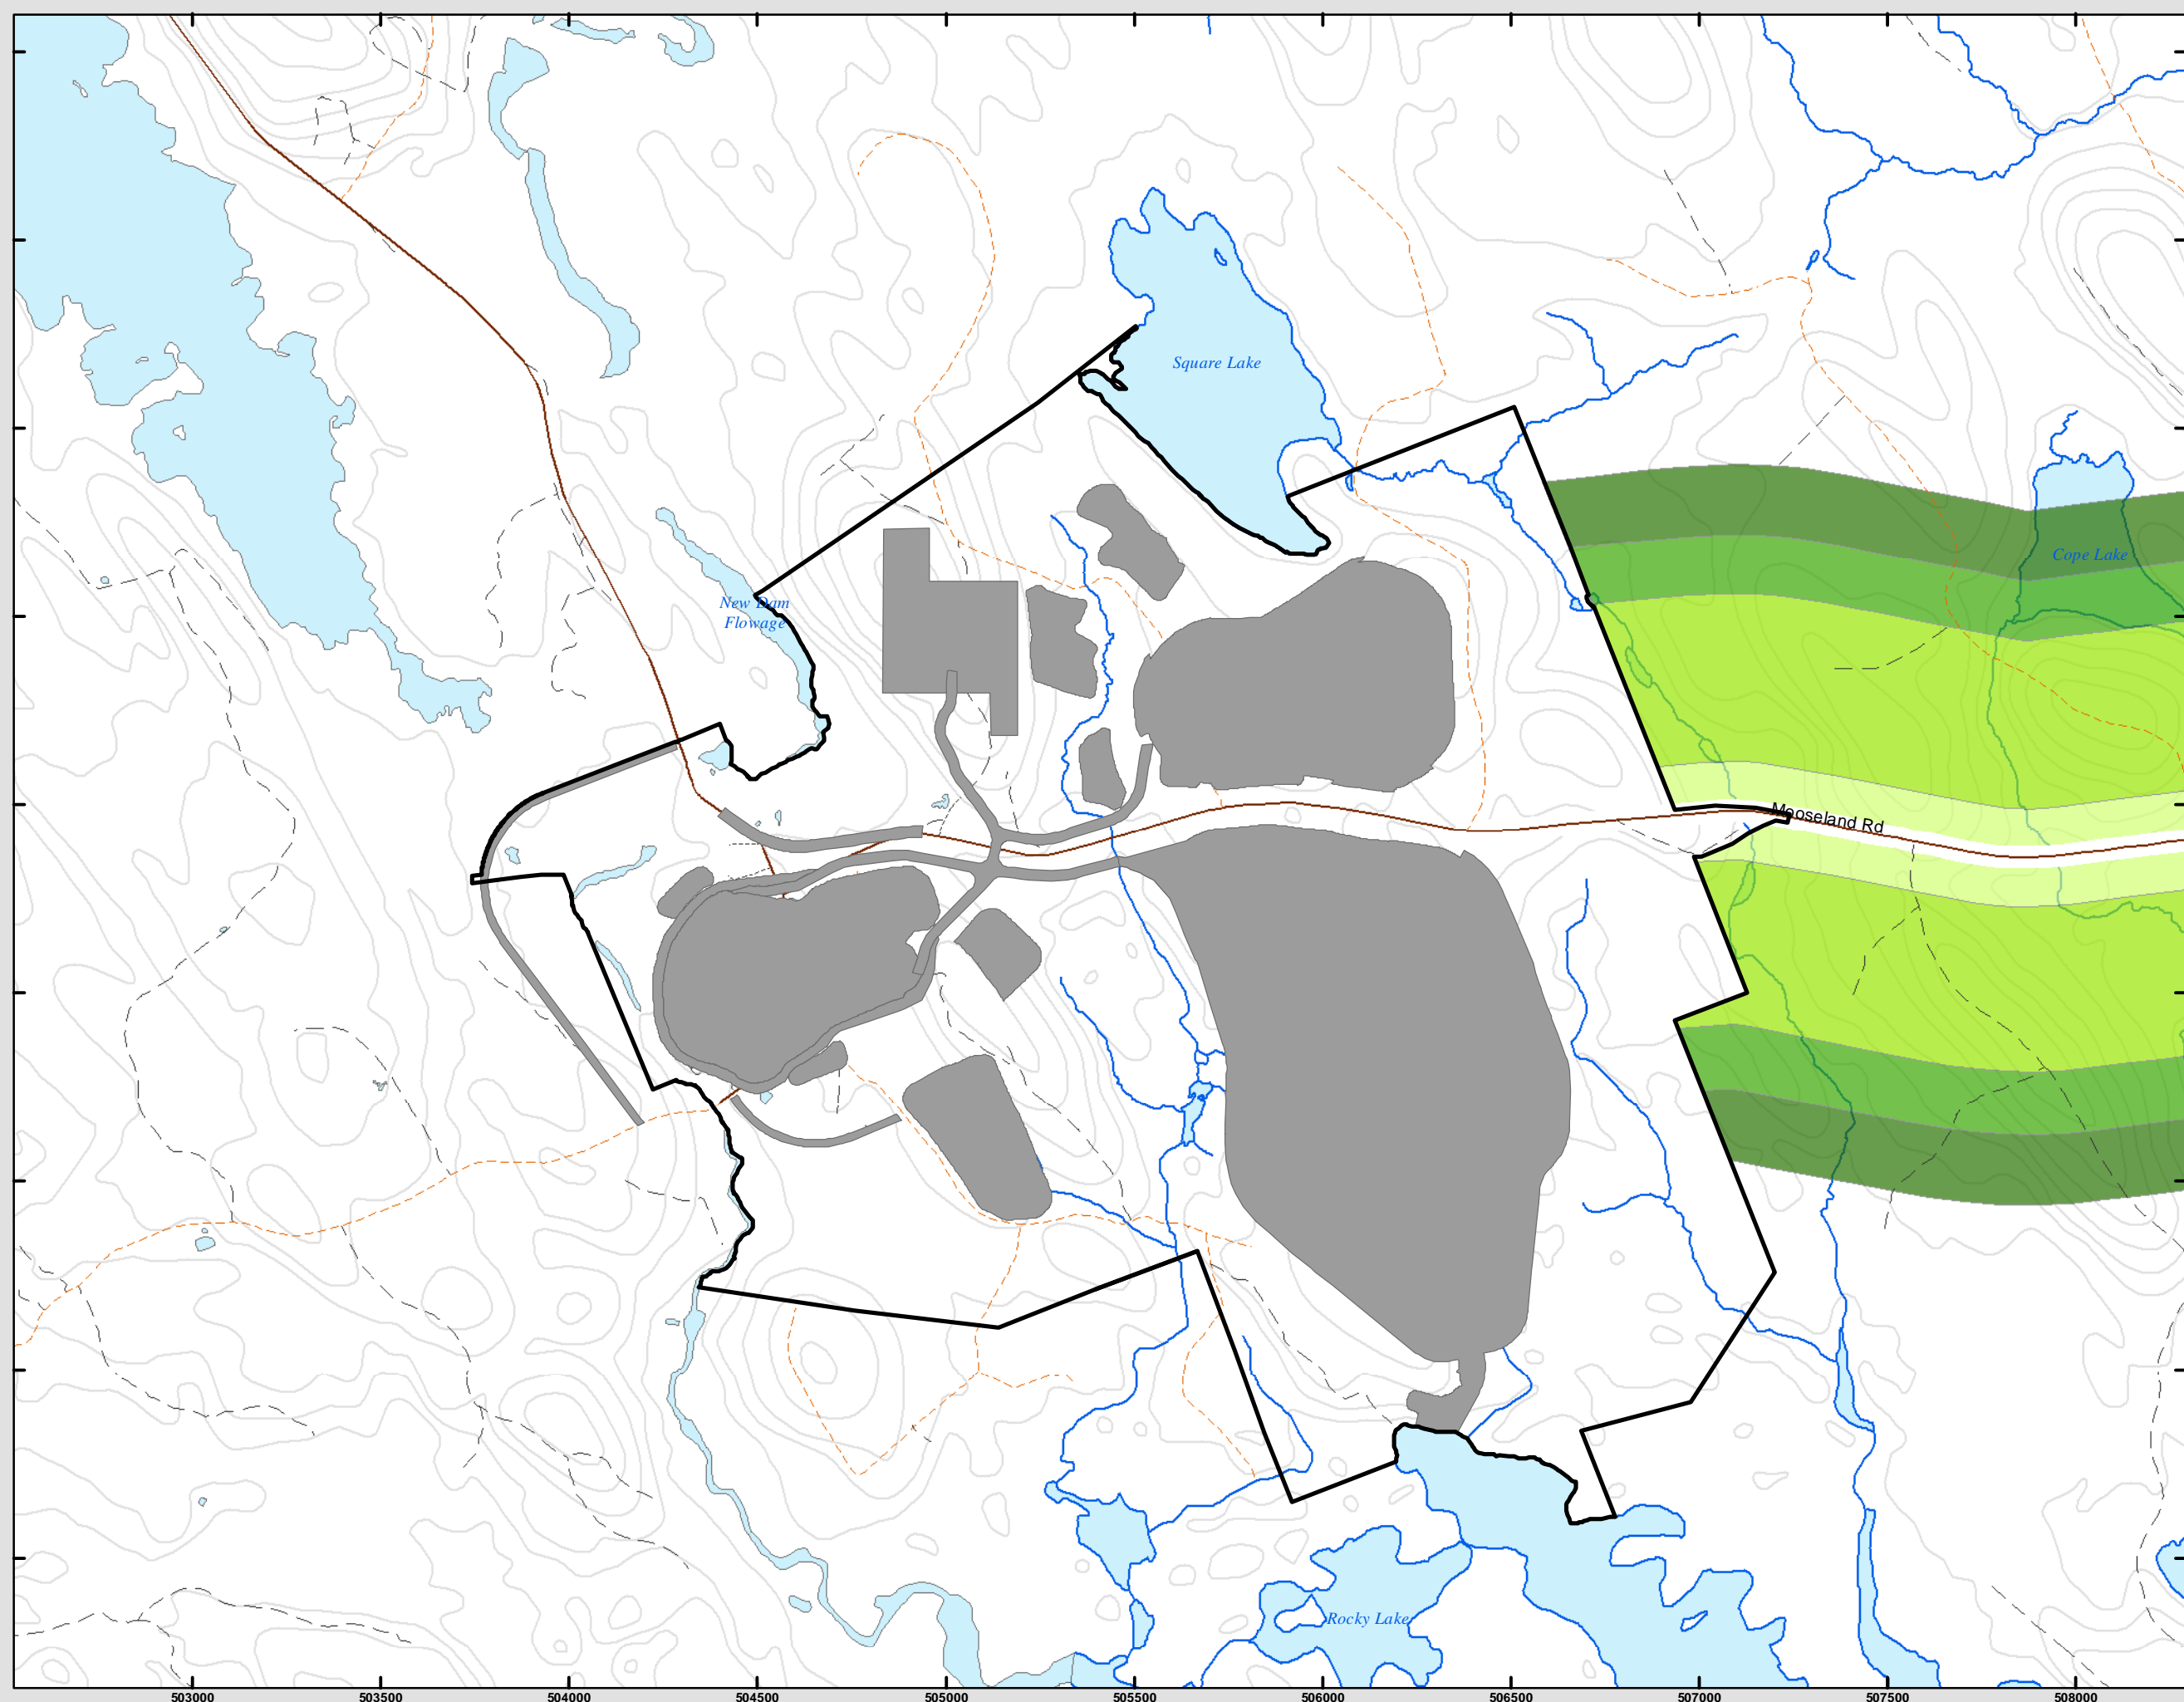 Square Lake
Cope Lake
New Dam
Flowage
Mooseland Rd
Rocky Lake
503000 503500 504000 504500 505000 505500 506000 506500 507000 507500 508000